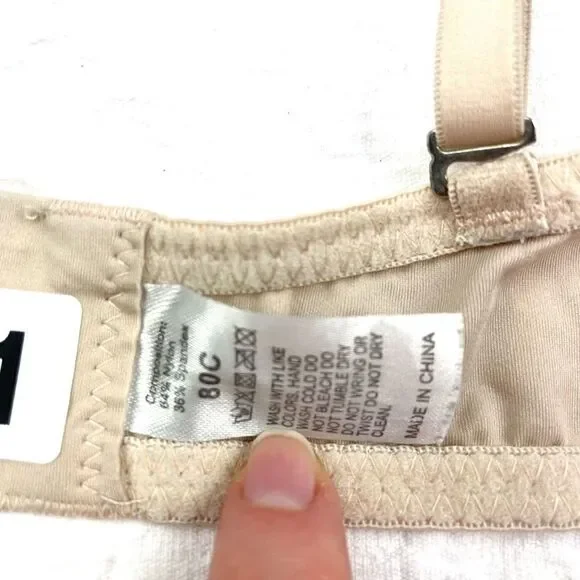 Composition:
64% Nylon
36% Spandex
80C
WASH WITH LIKE
COLORS, HAND
WASH COLD DO
NOT BLEACH DO
NOT TUMBLE DRY
DO NOT WRING OR
TWIST DO NOT DRY
CLEAN.
MADE IN CHINA
1